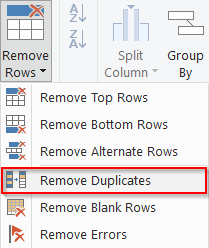 Remove
Rows
A
Z
Z
A
Split
Column
Group
By
Remove Top Rows
Remove Bottom Rows
Remove Alternate Rows
Remove Duplicates
Remove Blank Rows
Remove Errors